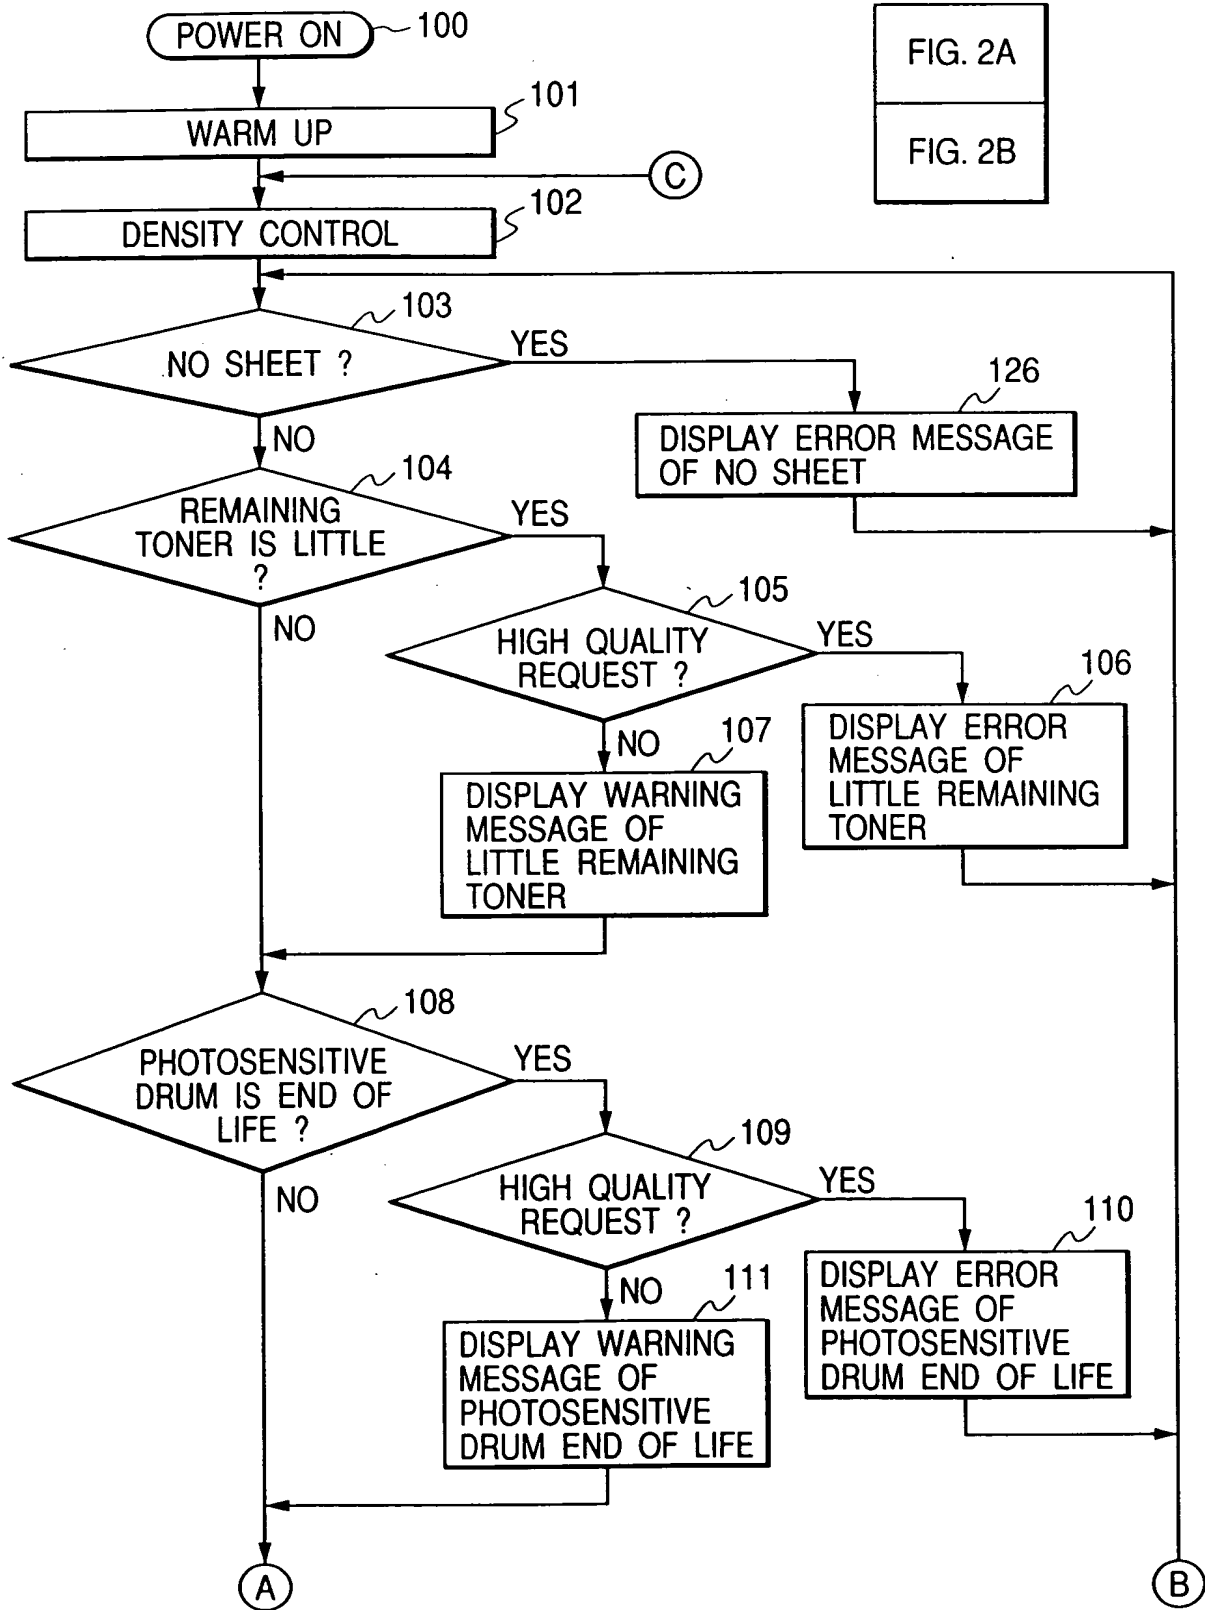 POWER ON
100
FIG. 2A
FIG. 2B
101
WARM UP
C
102
DENSITY CONTROL
103
NO SHEET ?
YES
NO
126
DISPLAY ERROR MESSAGE
OF NO SHEET
104
REMAINING
TONER IS LITTLE
?
YES
NO
105
HIGH QUALITY
REQUEST ?
YES
NO
106
DISPLAY ERROR
MESSAGE OF
LITTLE REMAINING
TONER
107
DISPLAY WARNING
MESSAGE OF
LITTLE REMAINING
TONER
108
PHOTOSENSITIVE
DRUM IS END OF
LIFE ?
YES
NO
109
HIGH QUALITY
REQUEST ?
YES
NO
110
DISPLAY ERROR
MESSAGE OF
PHOTOSENSITIVE
DRUM END OF LIFE
111
DISPLAY WARNING
MESSAGE OF
PHOTOSENSITIVE
DRUM END OF LIFE
A
B